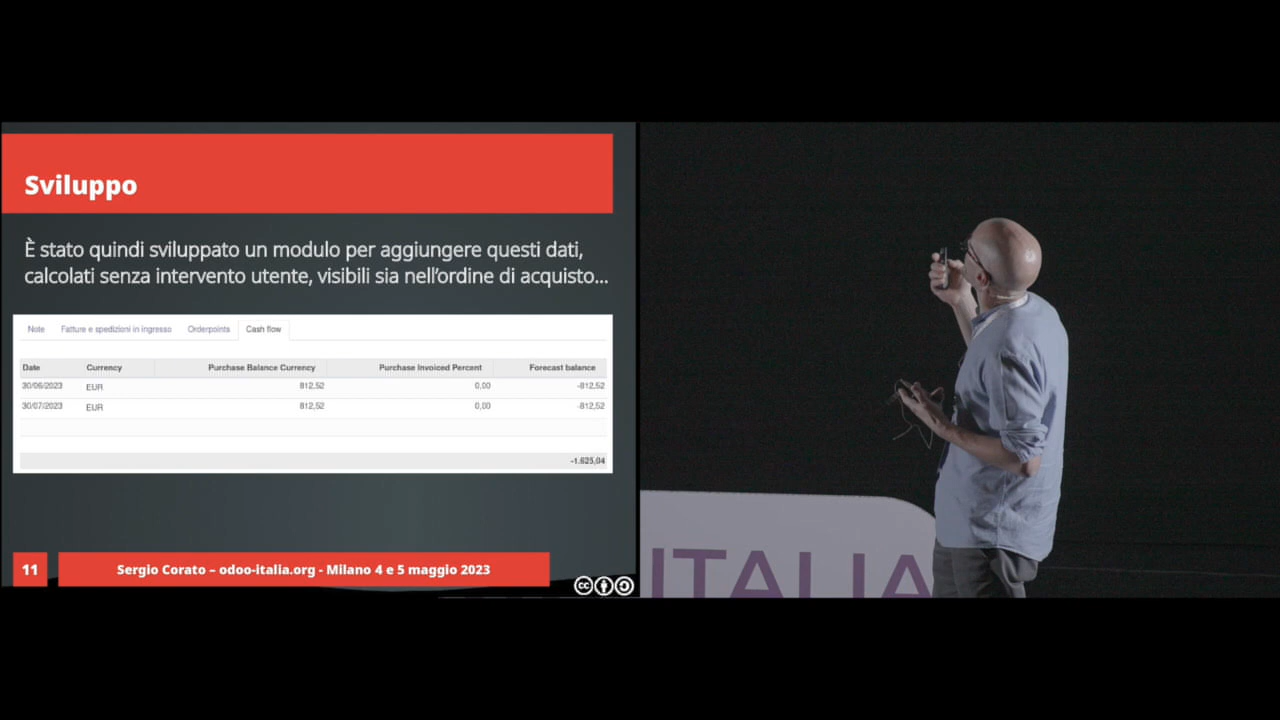 Sviluppo
È stato quindi sviluppato un modulo per aggiungere questi dati,
calcolati senza intervento utente, visibili sia nell’ordine di acquisto...
Note Fatture e spedizioni in ingresso Orderpoints Cash flow
Date Currency Purchase Balance Currency Purchase Invoiced Percent Forecast balance
30/06/2023 EUR 812,52 0,00 -812,52
30/07/2023 EUR 812,52 0,00 -812,52
-1.625,04
11 Sergio Corato – odoo-italia.org - Milano 4 e 5 maggio 2023
cc
ITALIA